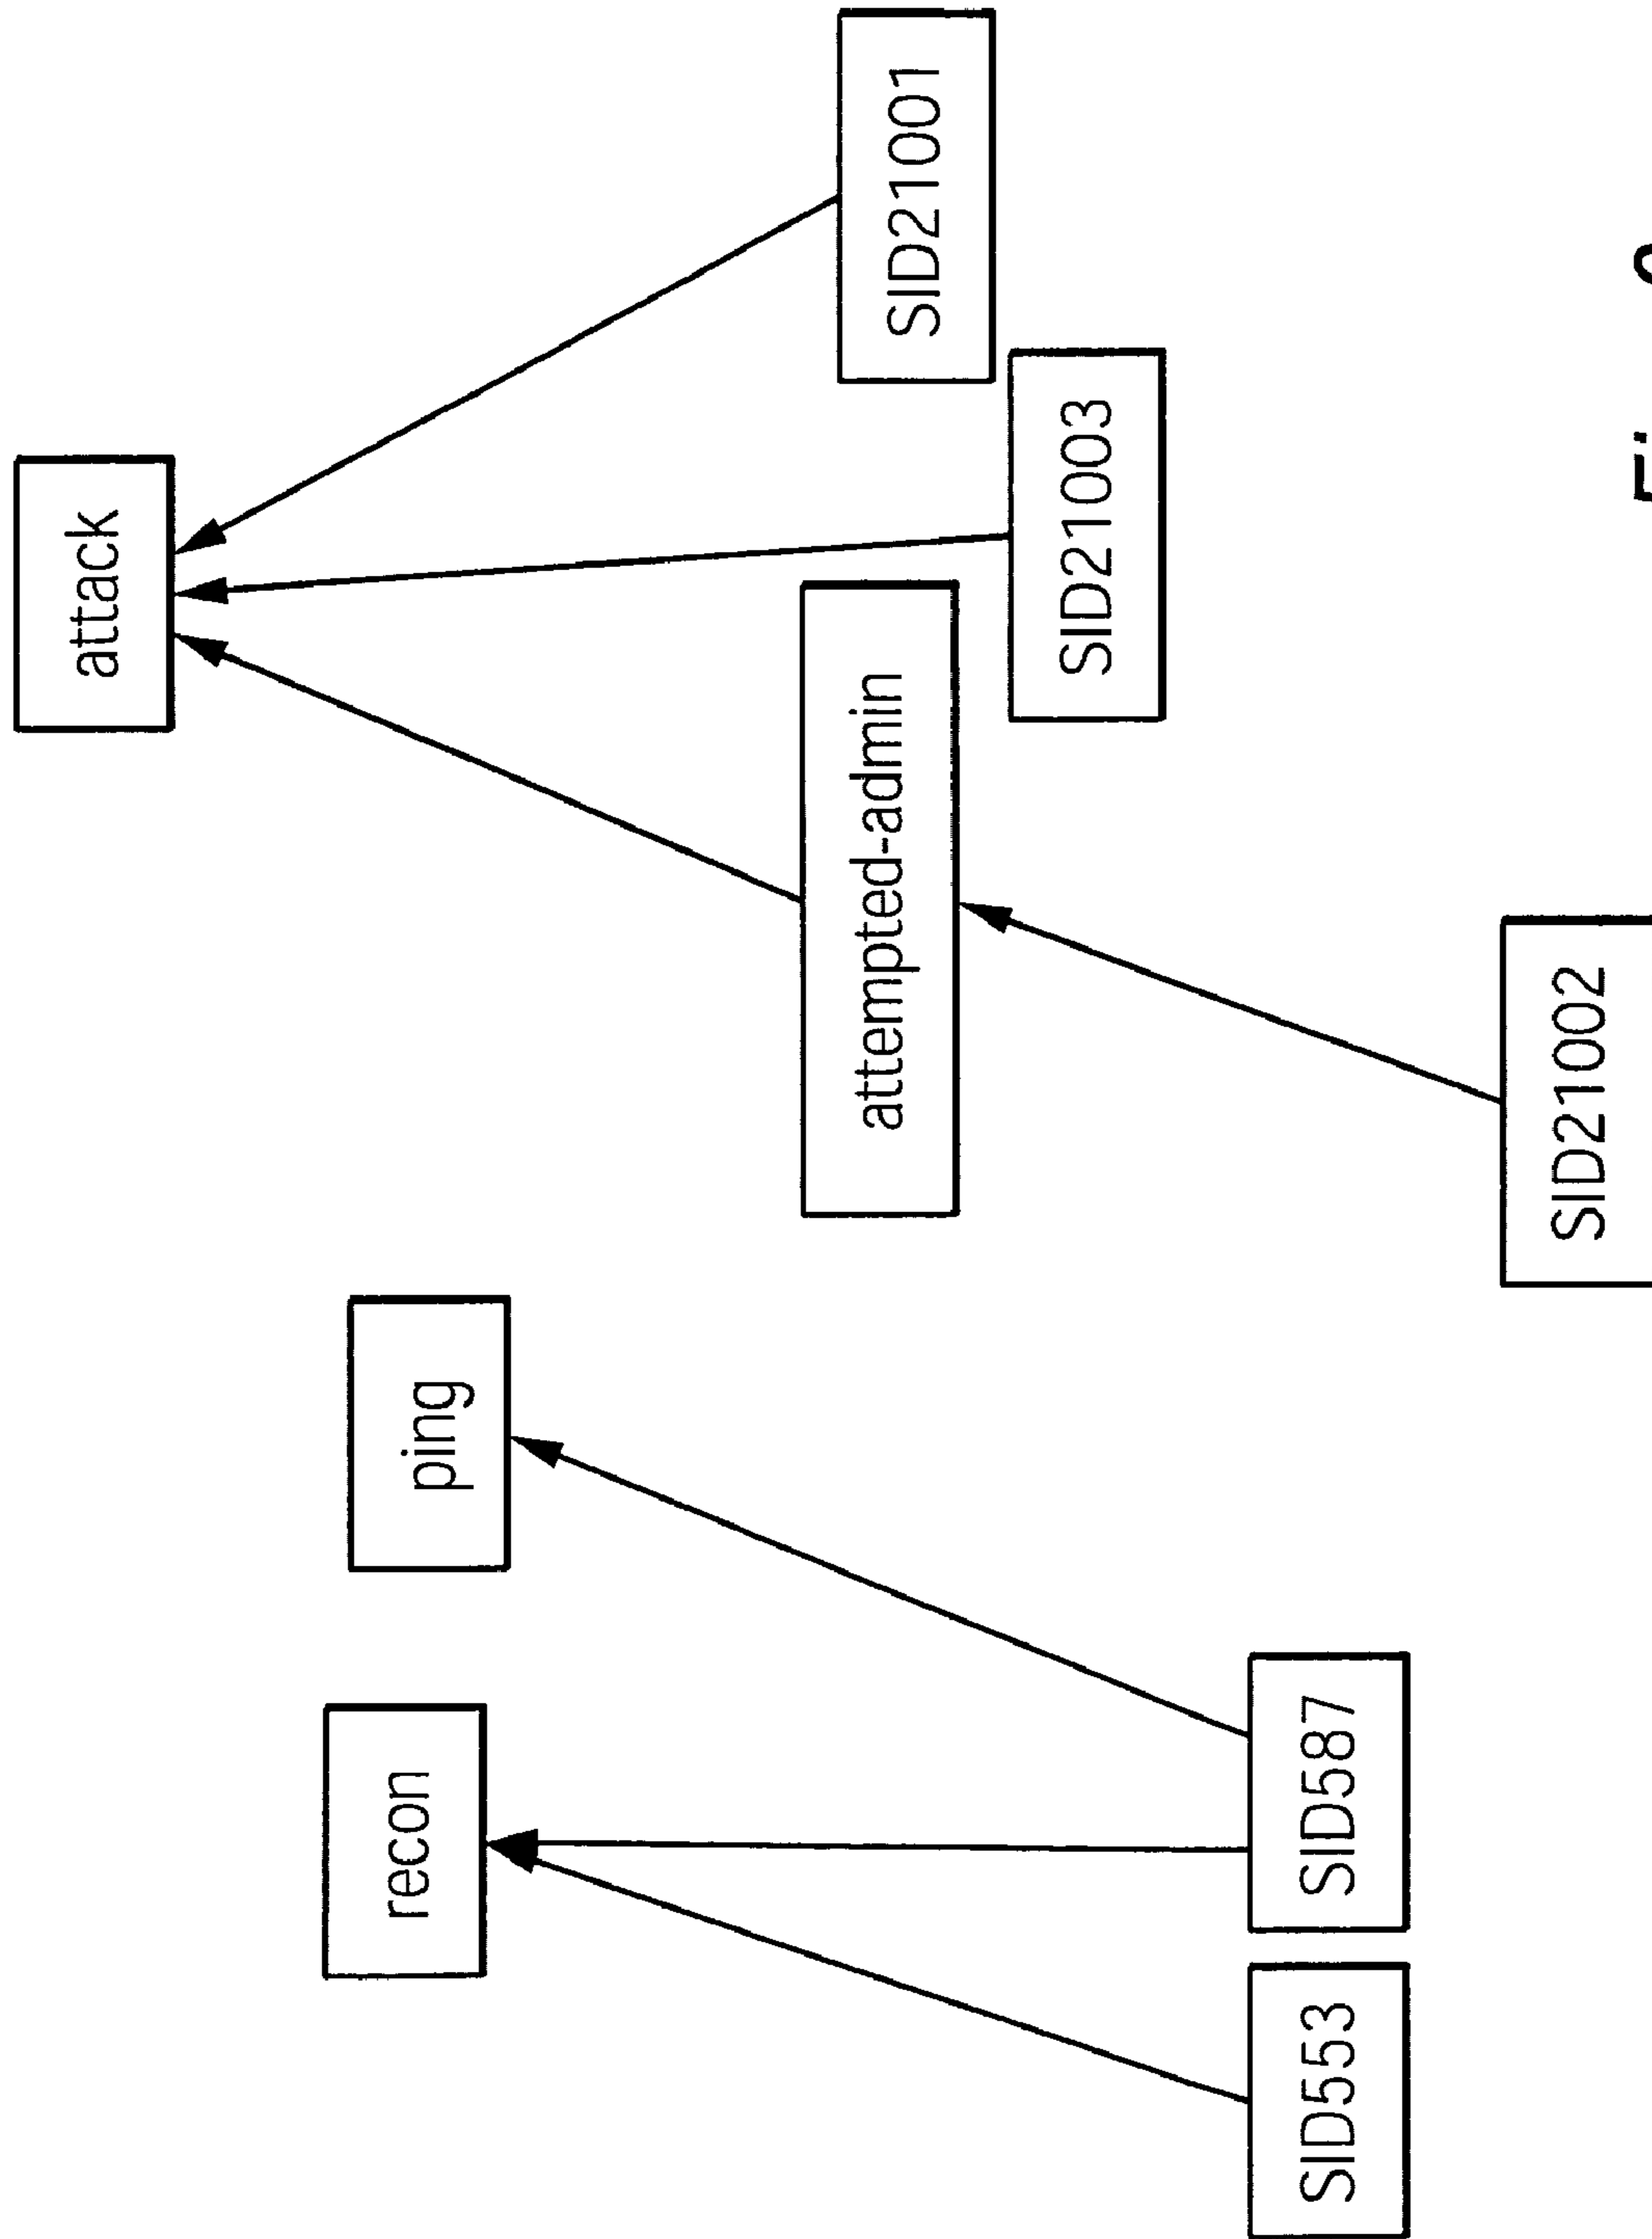 attack
recon
ping
attempted-admin
SID21001
SID21003
SID553
SID587
SID21002